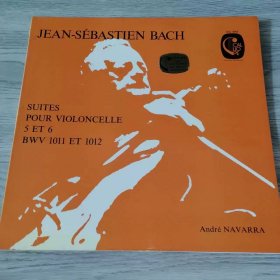 JEAN-SÉBASTIEN BACH
SUITES
POUR VIOLONCELLE
5 ET 6
BWV 1011 ET 1012
André NAVARRA